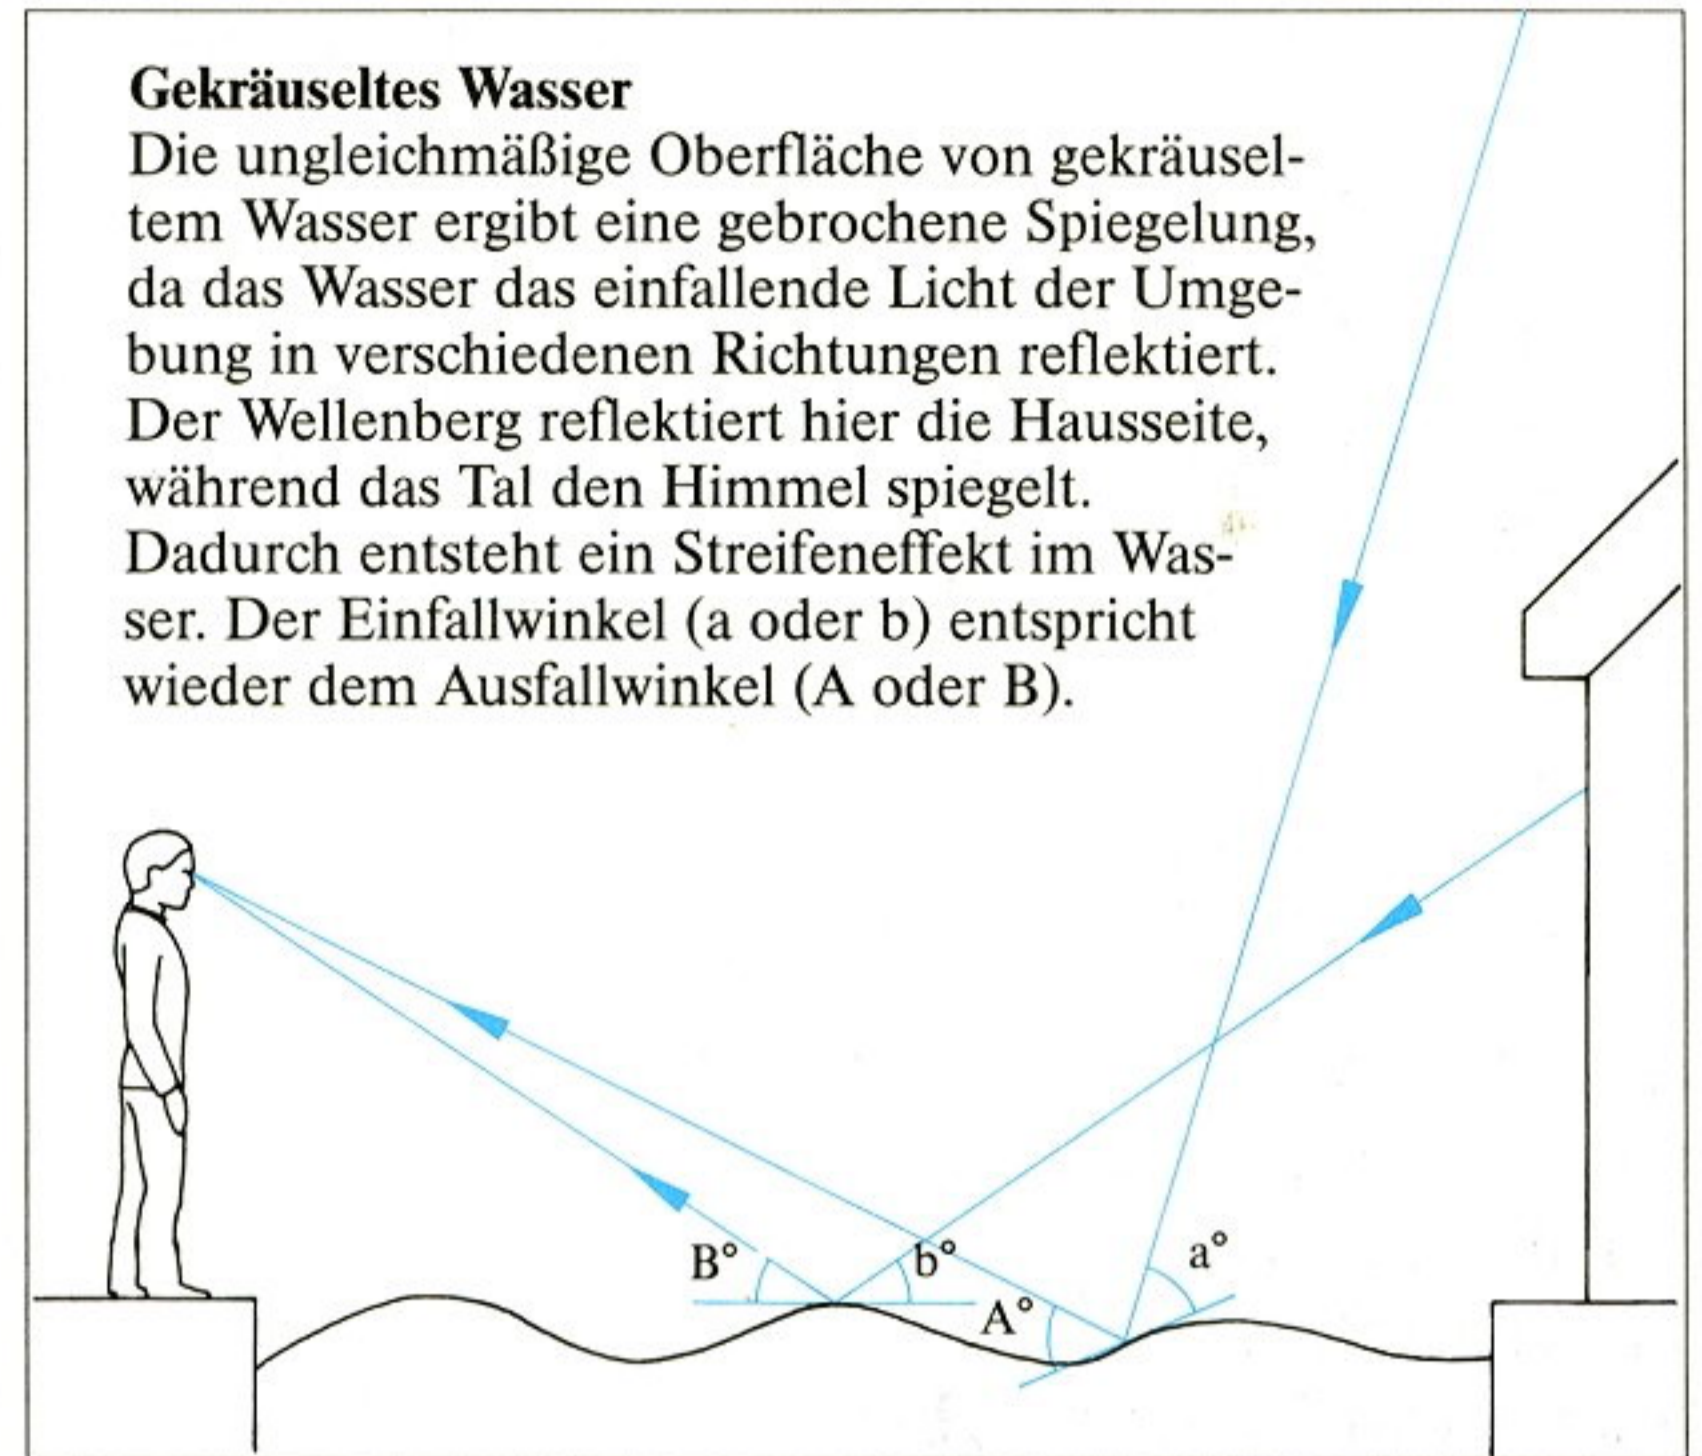 Gekräuseltes Wasser
Die ungleichmäßige Oberfläche von gekräusel-
tem Wasser ergibt eine gebrochene Spiegelung,
da das Wasser das einfallende Licht der Umge-
bung in verschiedenen Richtungen reflektiert.
Der Wellenberg reflektiert hier die Hausseite,
während das Tal den Himmel spiegelt.
Dadurch entsteht ein Streifeneffekt im Was-
ser. Der Einfallwinkel (a oder b) entspricht
wieder dem Ausfallwinkel (A oder B).
B°
b°
A°
a°